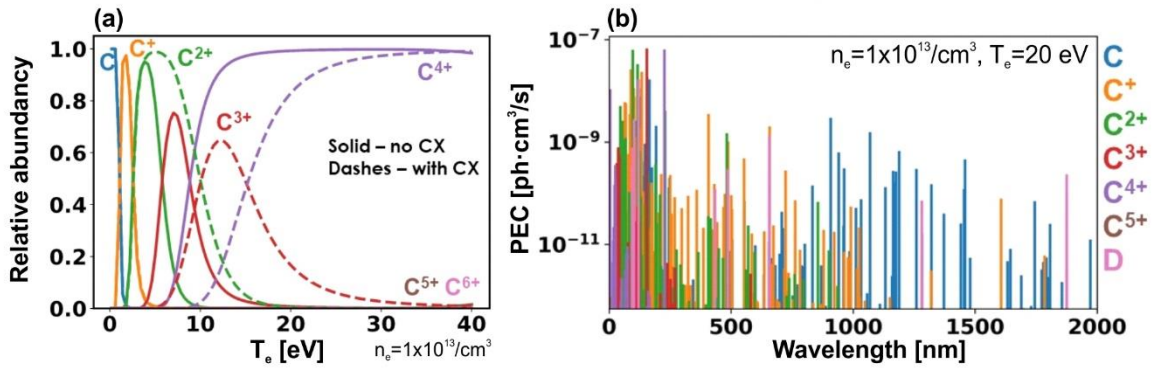 (a)
Relative abundancy
1.0
0.8
0.6
0.4
0.2
0.0
C
C⁺
C²⁺
C³⁺
C⁴⁺
Solid – no CX
Dashes – with CX
C⁵⁺ C⁶⁺
0 10 20 30 40
Tₑ [eV]
nₑ=1x10¹³/cm³
(b)
PEC [ph·cm³/s]
10⁻⁷
10⁻⁹
10⁻¹¹
nₑ=1x10¹³/cm³, Tₑ=20 eV
0 500 1000 1500 2000
Wavelength [nm]
C
C⁺
C²⁺
C³⁺
C⁴⁺
C⁵⁺
D